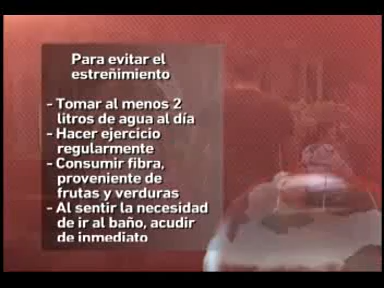 Para evitar el
estreñimiento
- Tomar al menos 2
litros de agua al día
- Hacer ejercicio
regularmente
- Consumir fibra,
proveniente de
frutas y verduras
- Al sentir la necesidad
de ir al baño, acudir
de inmediato